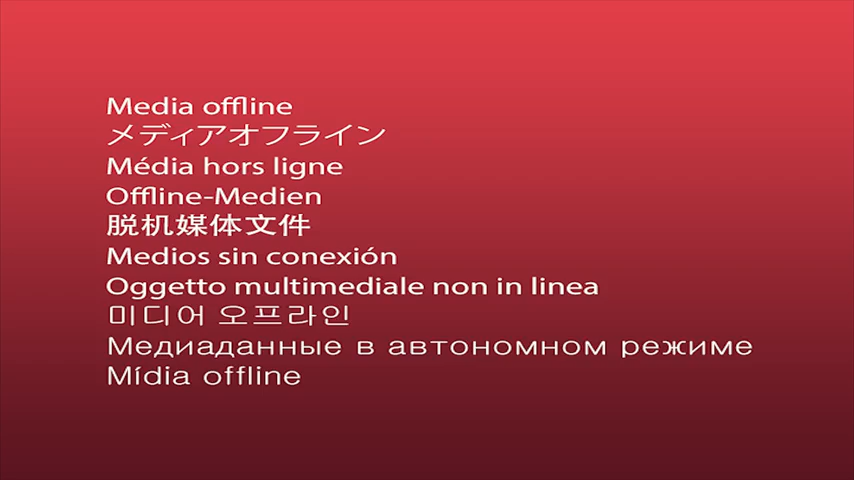 Media offline
メディアオフライン
Média hors ligne
Offline-Medien
脱机媒体文件
Medios sin conexión
Oggetto multimediale non in linea
미디어 오프라인
Медиаданные в автономном режиме
Mídia offline